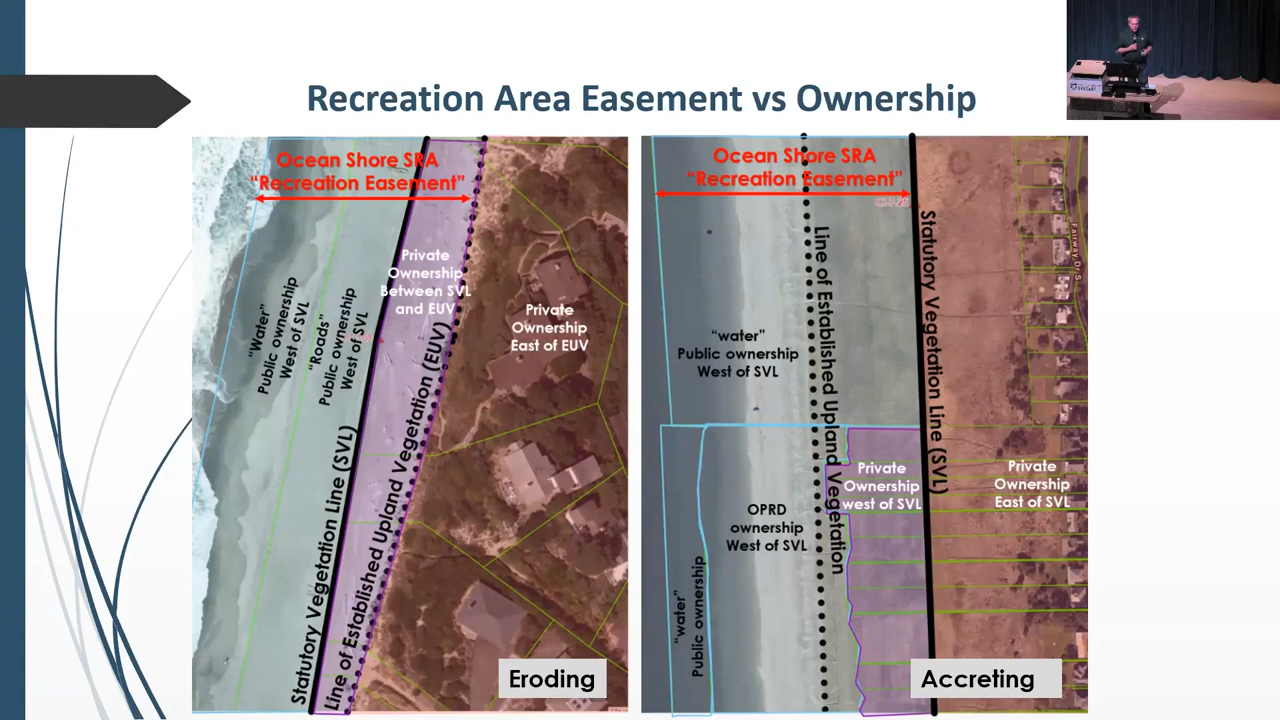 Recreation Area Easement vs Ownership
Ocean Shore SRA
“Recreation Easement”
Private
Ownership
Between SVL
and EUV
Private
Ownership
East of EUV
“Water”
Public ownership
West of SVL
“Roads”
Public ownership
West of SVL
Statutory Vegetation Line (SVL)
Line of Established Upland Vegetation (EUV)
Eroding
Ocean Shore SRA
“Recreation Easement”
Line of Established Upland Vegetation
Statutory Vegetation Line (SVL)
Fairway Dr S
“water”
Public ownership
West of SVL
OPRD
ownership
West of SVL
Private
Ownership
west of SVL
Private
Ownership
East of SVL
“water”
Public ownership
Accreting